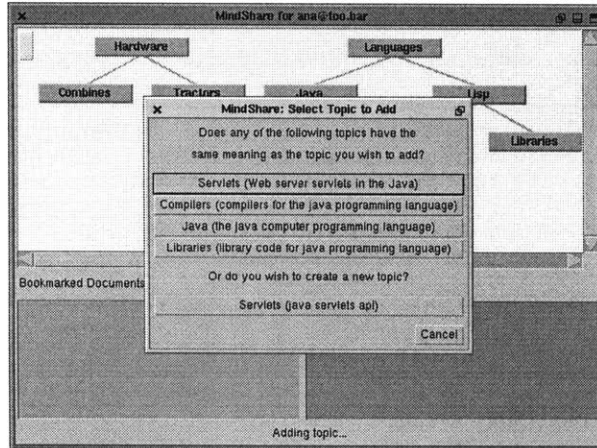 MindShare for ana@foo.bar
Hardware
Languages
Combines
Tractors
Java
Lisp
Libraries
MindShare: Select Topic to Add
Does any of the following topics have the
same meaning as the topic you wish to add?
Servlets (Web server servlets in the Java)
Compilers (compilers for the java programming language)
Java (the java computer programming language)
Libraries (library code for java programming language)
Or do you wish to create a new topic?
Servlets (java servlets api)
Cancel
Bookmarked Documents
Adding topic...